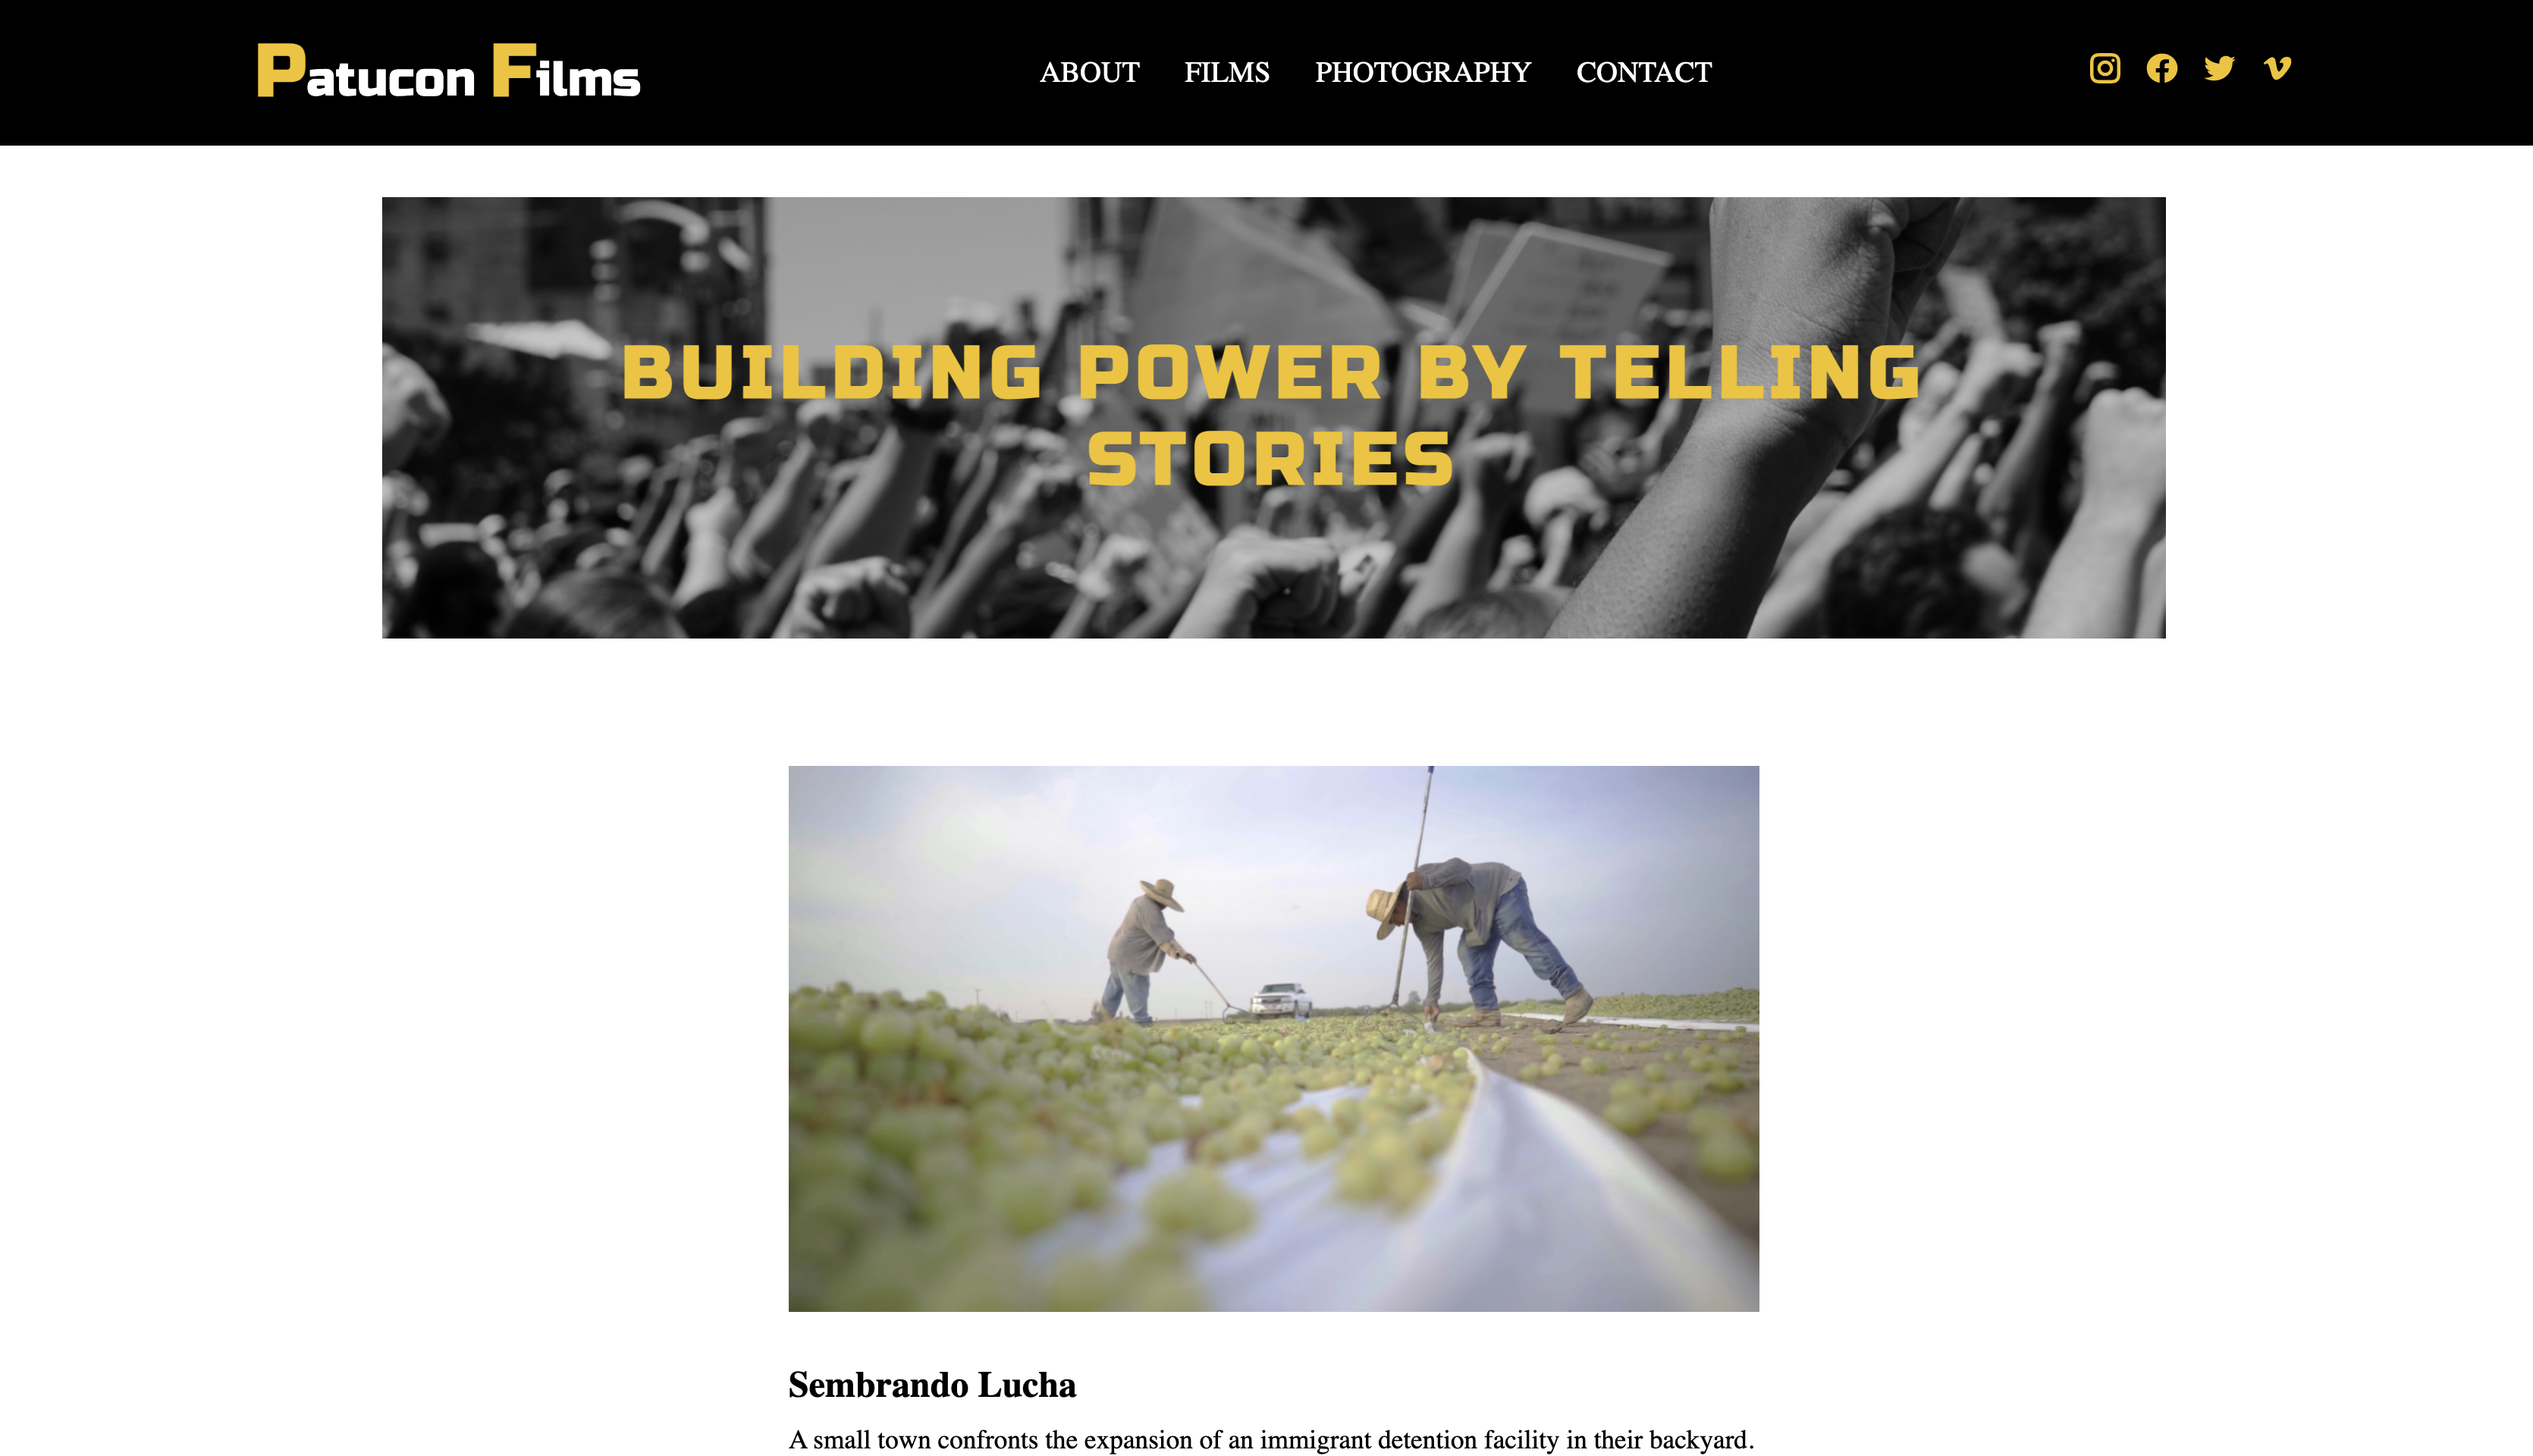 Patucon Films
ABOUT FILMS PHOTOGRAPHY CONTACT
BUILDING POWER BY TELLING
STORIES
Sembrando Lucha
A small town confronts the expansion of an immigrant detention facility in their backyard.